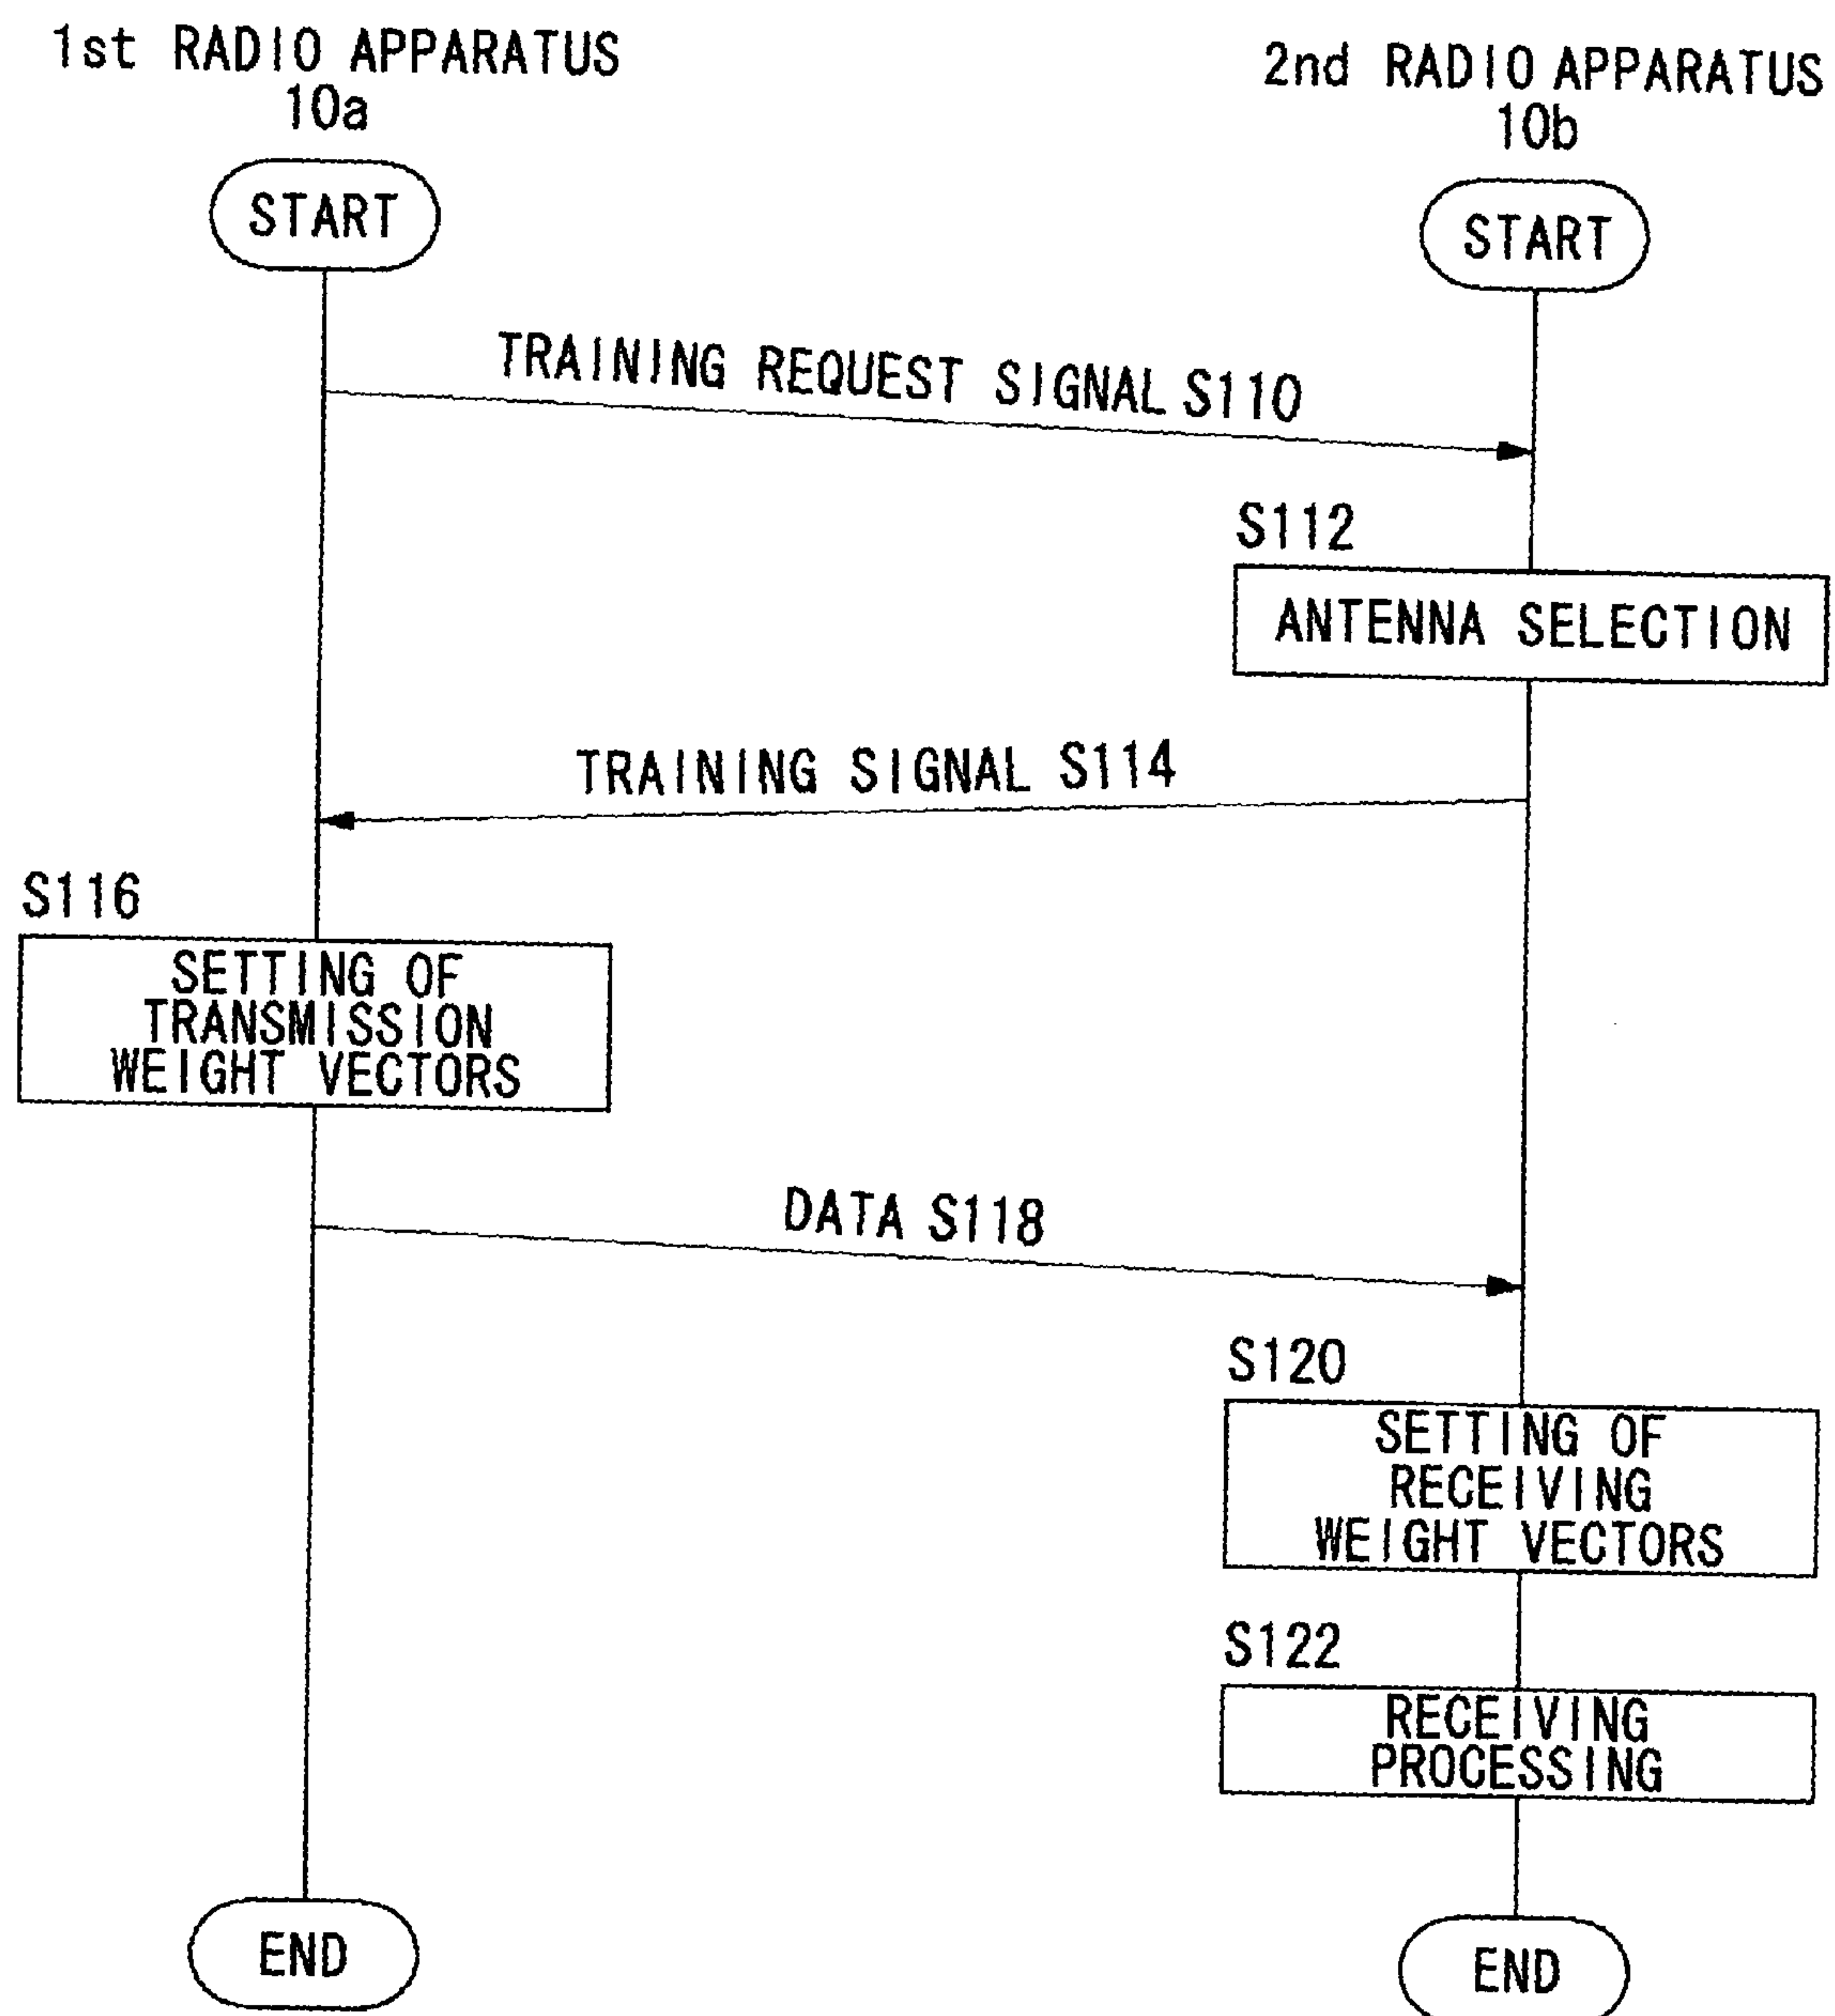 1st RADIO APPARATUS
10a
2nd RADIO APPARATUS
10b
START
START
TRAINING REQUEST SIGNAL S110
S112
ANTENNA SELECTION
TRAINING SIGNAL S114
S116
SETTING OF
TRANSMISSION
WEIGHT VECTORS
DATA S118
S120
SETTING OF
RECEIVING
WEIGHT VECTORS
S122
RECEIVING
PROCESSING
END
END